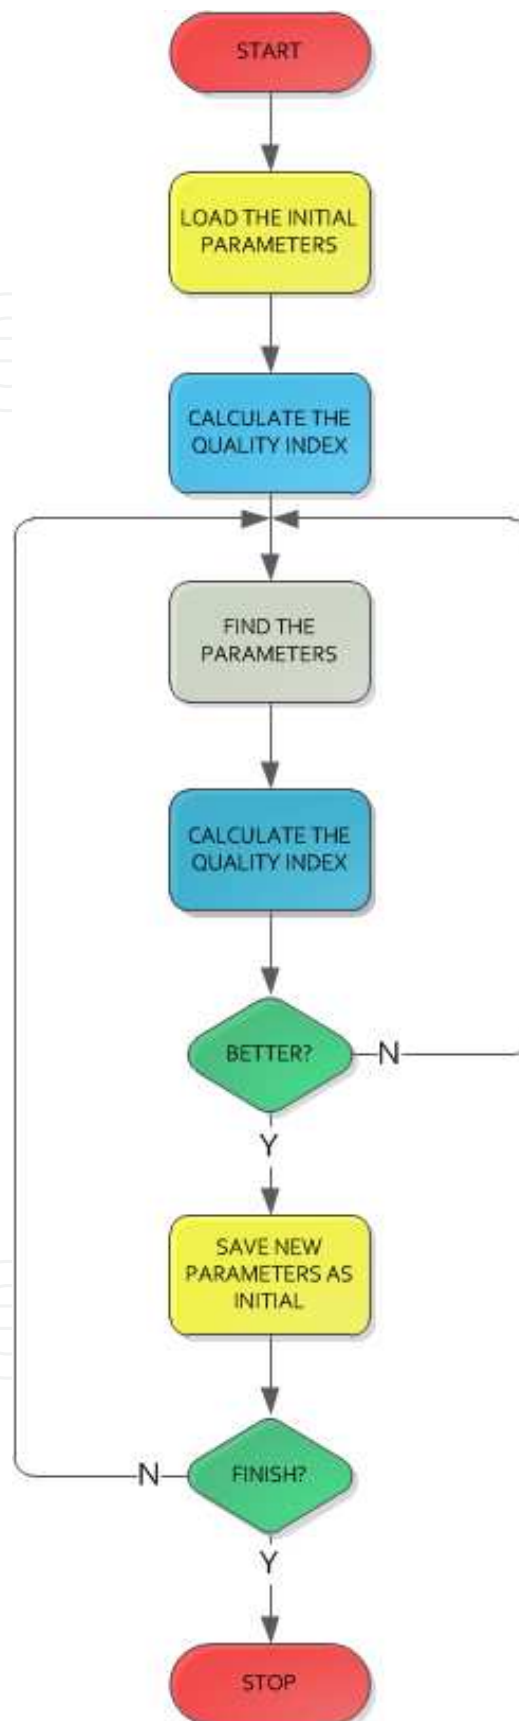 START
LOAD THE INITIAL
PARAMETERS
CALCULATE THE
QUALITY INDEX
FIND THE
PARAMETERS
CALCULATE THE
QUALITY INDEX
BETTER?
N
Y
SAVE NEW
PARAMETERS AS
INITIAL
N
FINISH?
Y
STOP